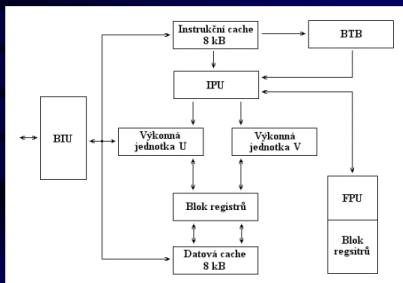 Instrukční cache
8 kB
BTB
IPU
BIU
Výkonná
jednotka U
Výkonná
jednotka V
Blok registrů
FPU
Blok
regsitrů
Datová cache
8 kB